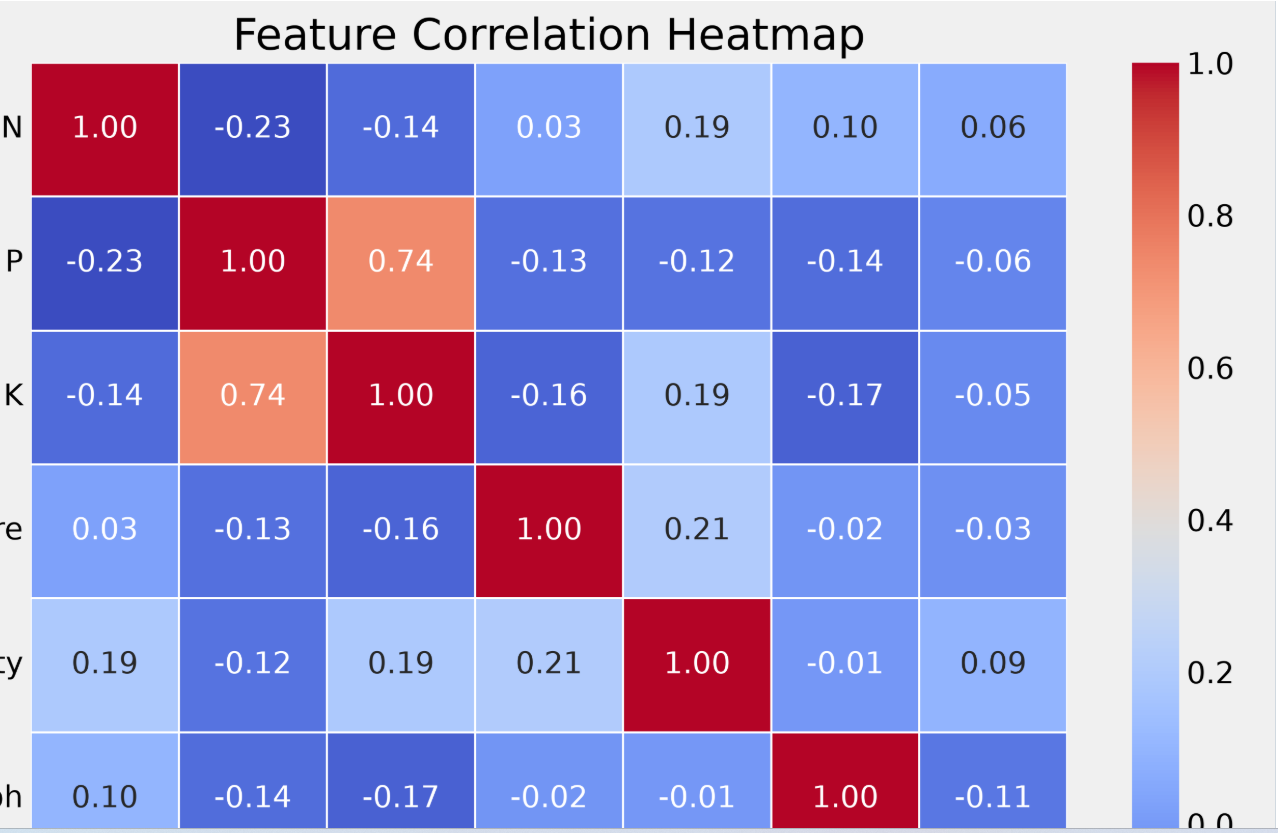 Feature Correlation Heatmap
1.0
N 1.00 -0.23 -0.14 0.03 0.19 0.10 0.06
0.8
P -0.23 1.00 0.74 -0.13 -0.12 -0.14 -0.06
0.6
K -0.14 0.74 1.00 -0.16 0.19 -0.17 -0.05
0.4
re 0.03 -0.13 -0.16 1.00 0.21 -0.02 -0.03
ty 0.19 -0.12 0.19 0.21 1.00 -0.01 0.09
0.2
ph 0.10 -0.14 -0.17 -0.02 -0.01 1.00 -0.11
0.0